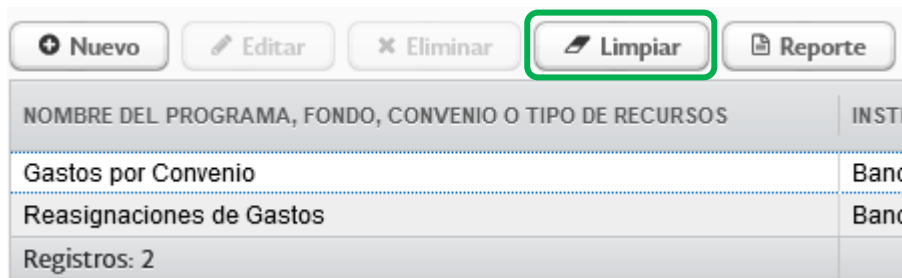 Nuevo Editar Eliminar Limpiar Reporte
NOMBRE DEL PROGRAMA, FONDO, CONVENIO O TIPO DE RECURSOS
Gastos por Convenio
Reasignaciones de Gastos
Registros: 2